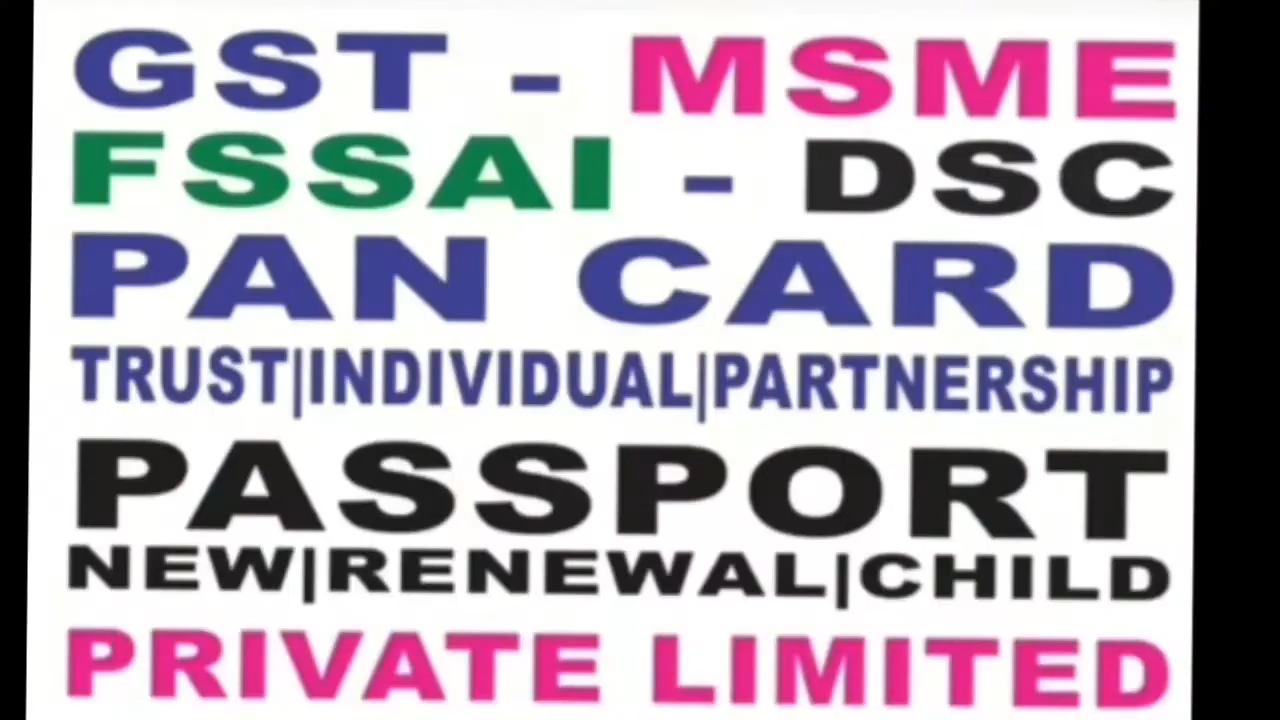 GST - MSME
FSSAI - DSC
PAN CARD
TRUST|INDIVIDUAL|PARTNERSHIP
PASSPORT
NEW|RENEWAL|CHILD
PRIVATE LIMITED